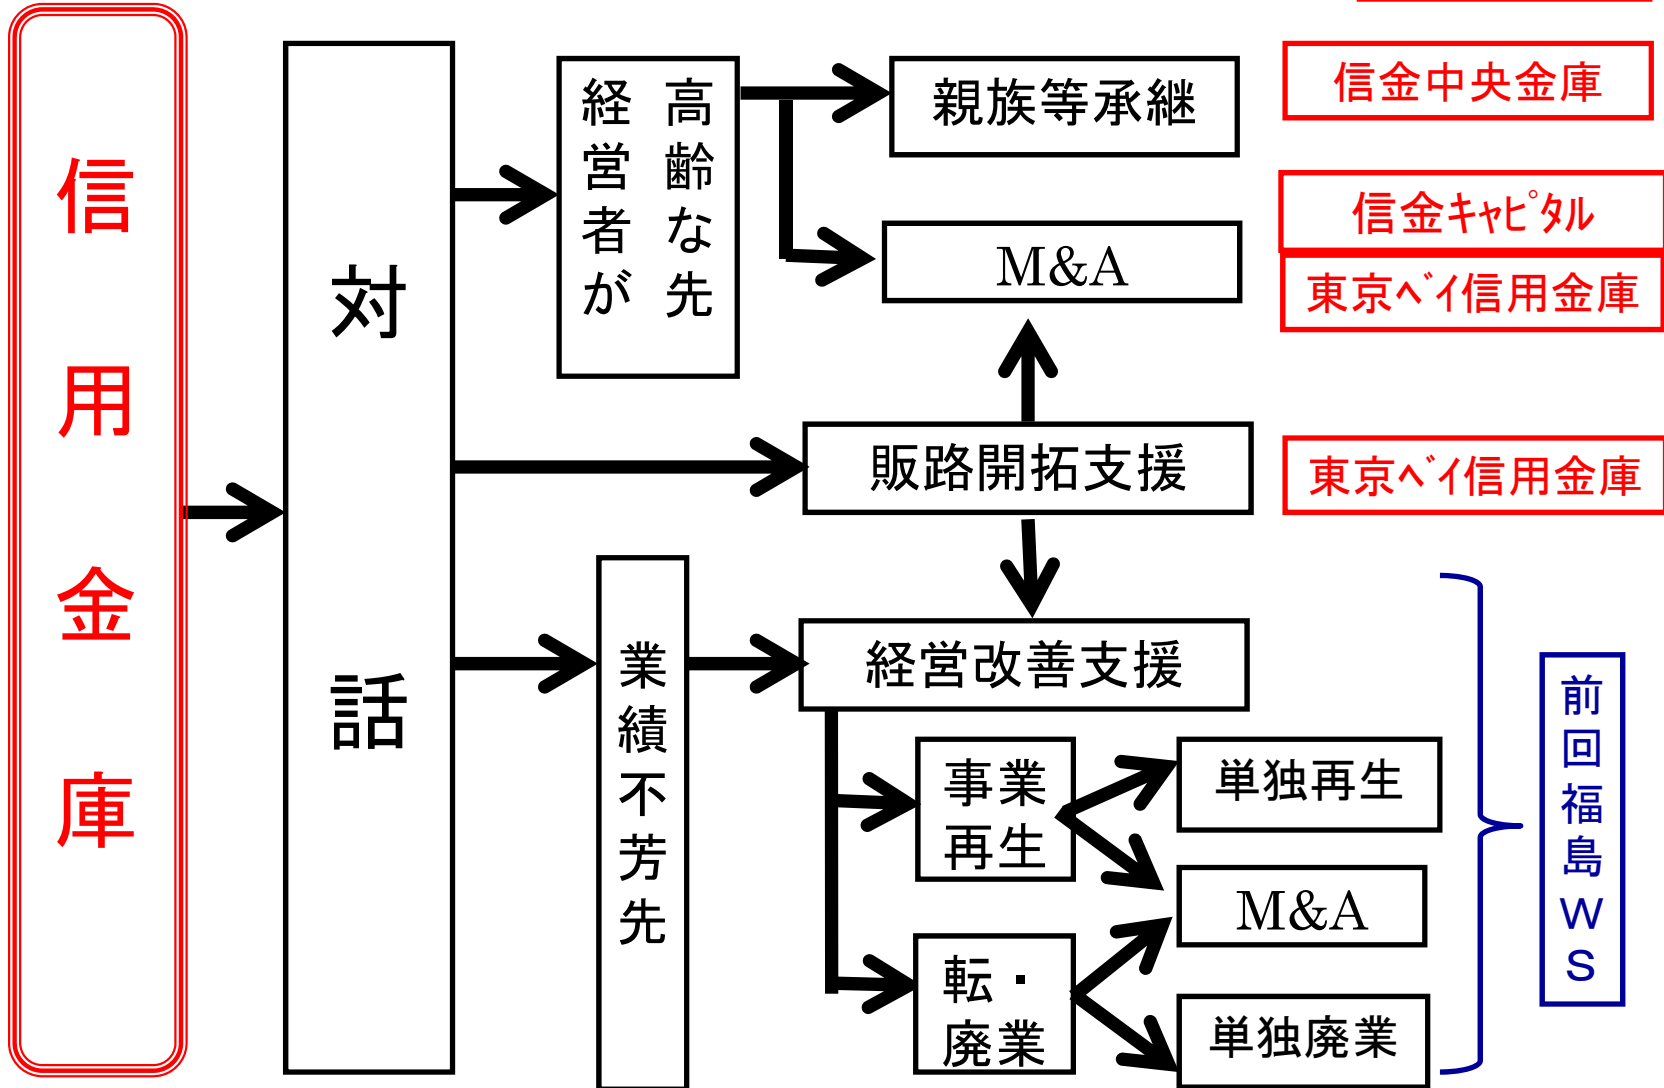 信用金庫
対話
経営者が
高齢な先
親族等承継
M&A
信金中央金庫
信金ｷｬﾋﾟﾀﾙ
東京ﾍﾞｲ信用金庫
販路開拓支援
東京ﾍﾞｲ信用金庫
業績不芳先
経営改善支援
事業
再生
単独再生
M&A
転・
廃業
単独廃業
前回福島ＷＳ